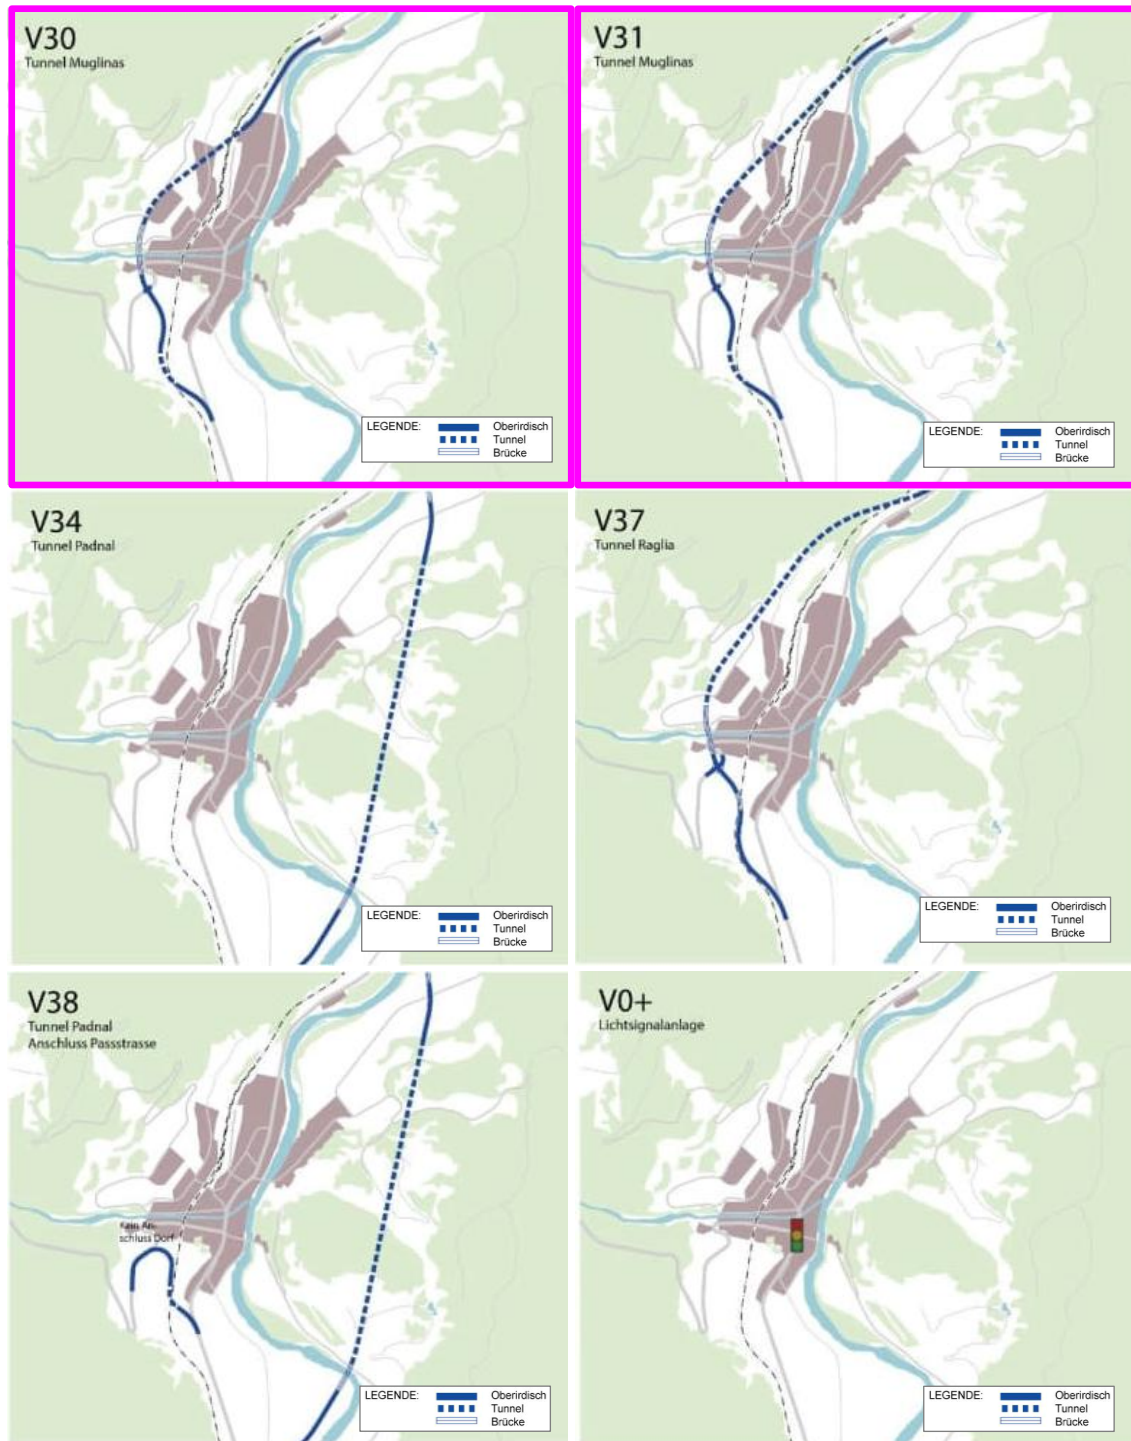 V30
Tunnel Muglinas
LEGENDE:
Oberirdisch
Tunnel
Brücke
V31
Tunnel Muglinas
LEGENDE:
Oberirdisch
Tunnel
Brücke
V34
Tunnel Padnal
LEGENDE:
Oberirdisch
Tunnel
Brücke
V37
Tunnel Raglia
LEGENDE:
Oberirdisch
Tunnel
Brücke
V38
Tunnel Padnal
Anschluss Passstrasse
Kein An-
schluss Dorf
LEGENDE:
Oberirdisch
Tunnel
Brücke
V0+
Lichtsignalanlage
LEGENDE:
Oberirdisch
Tunnel
Brücke